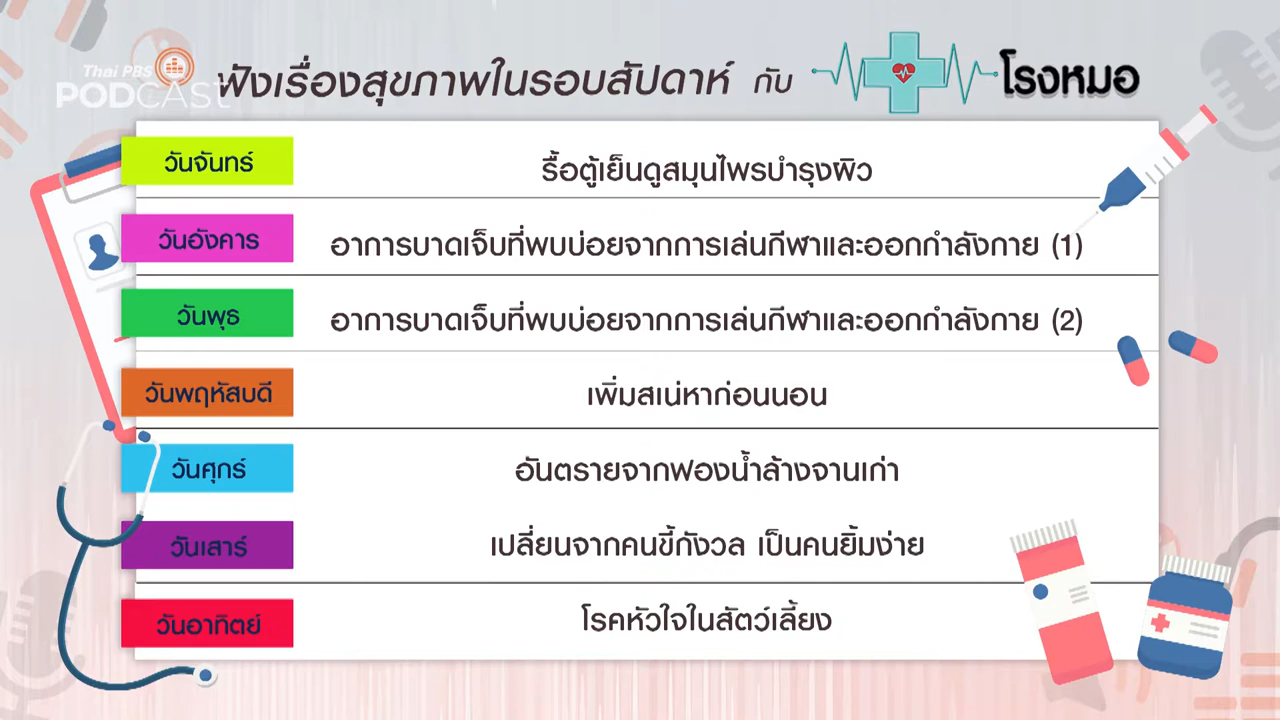 Thai PBS
PODCAST
ฟังเรื่องสุขภาพในรอบสัปดาห์ กับ โรงหมอ
วันจันทร์ รื้อตู้เย็นดูสมุนไพรบำรุงผิว
วันอังคาร อาการบาดเจ็บที่พบบ่อยจากการเล่นกีฬาและออกกำลังกาย (1)
วันพุธ อาการบาดเจ็บที่พบบ่อยจากการเล่นกีฬาและออกกำลังกาย (2)
วันพฤหัสบดี เพิ่มสเน่หาก่อนนอน
วันศุกร์ อันตรายจากฟองน้ำล้างจานเก่า
วันเสาร์ เปลี่ยนจากคนขี้กังวล เป็นคนยิ้มง่าย
วันอาทิตย์ โรคหัวใจในสัตว์เลี้ยง